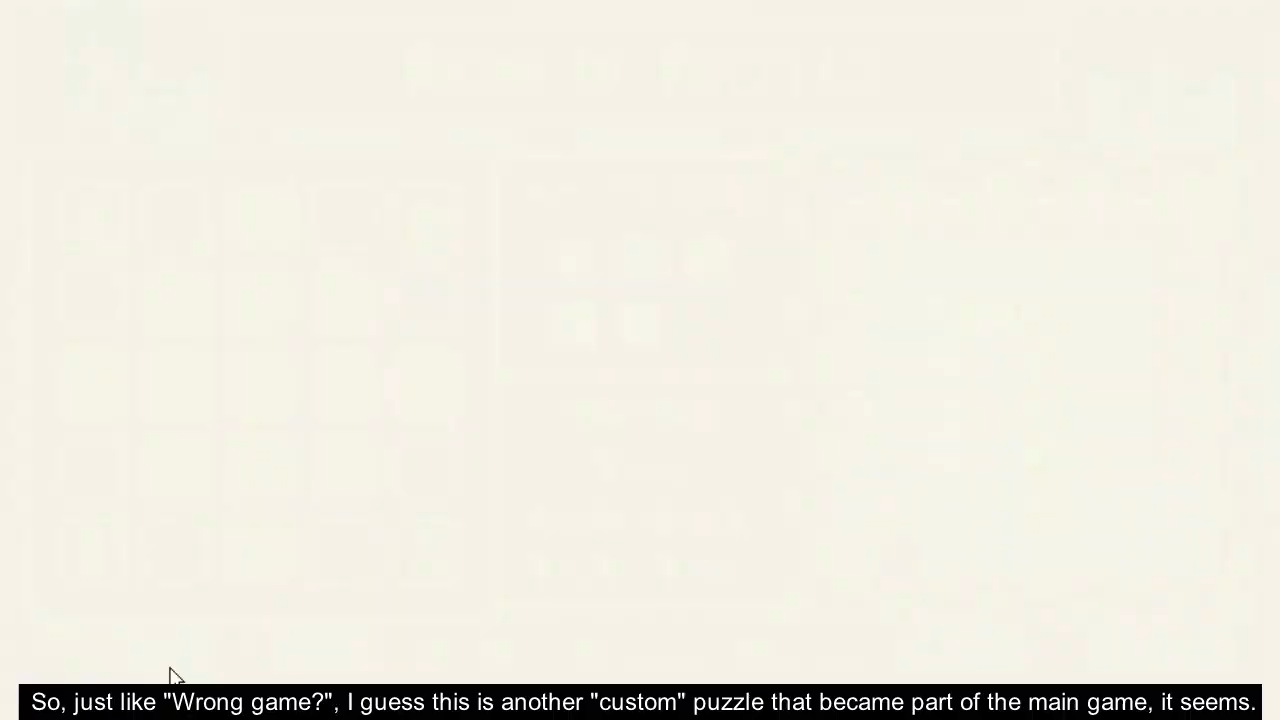 So, just like "Wrong game?", I guess this is another "custom" puzzle that became part of the main game, it seems.